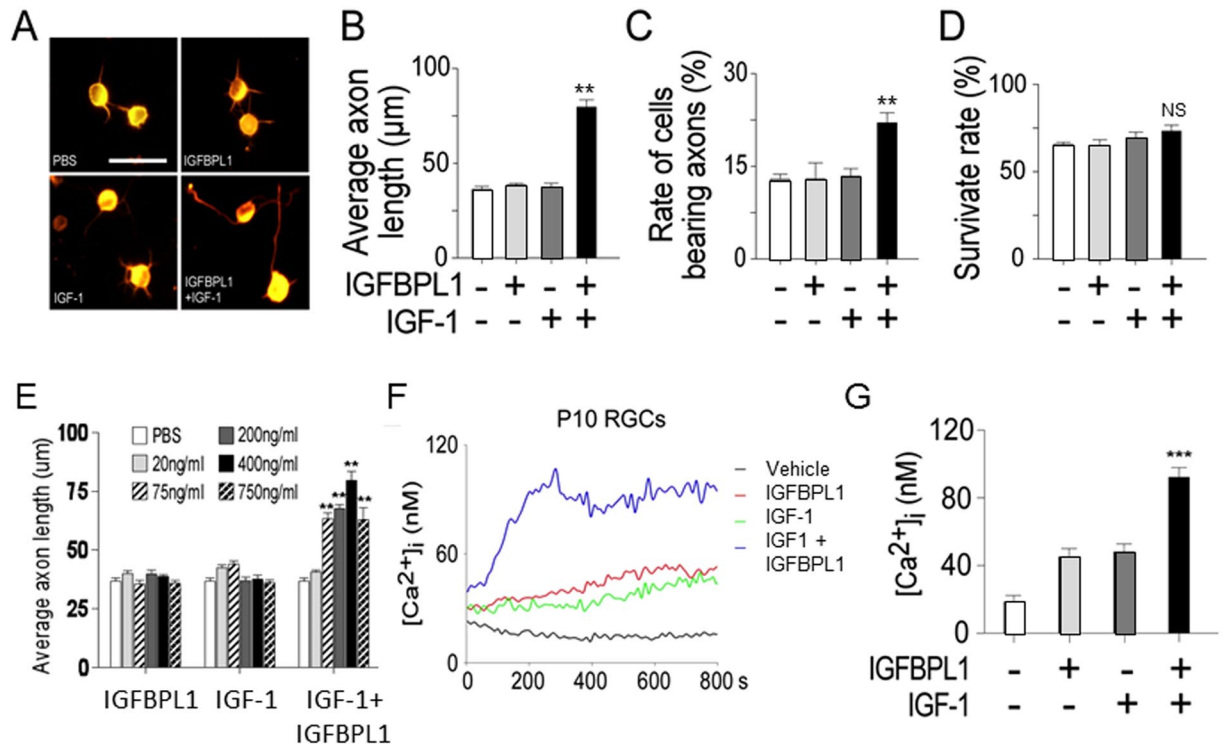 A
PBS
IGFBPL1
IGF-1
IGFBPL1
+IGF-1
B
Average axon
length (μm)
100
50
0
**
IGFBPL1 - + - +
IGF-1 - - + +
C
Rate of cells
bearing axons (%)
30
15
0
**
- + - +
- - + +
D
Survivate rate (%)
100
50
0
NS
- + - +
- - + +
E
Average axon length (um)
100
75
50
25
0
PBS
20ng/ml
75ng/ml
200ng/ml
400ng/ml
750ng/ml
** ** ** **
IGFBPL1 IGF-1 IGF-1+
IGFBPL1
F
P10 RGCs
[Ca2+]i (nM)
120
60
0
0 200 400 600 800 s
Vehicle
IGFBPL1
IGF-1
IGF1 +
IGFBPL1
G
[Ca2+]i (nM)
120
80
40
0
***
IGFBPL1 - + - +
IGF-1 - - + +